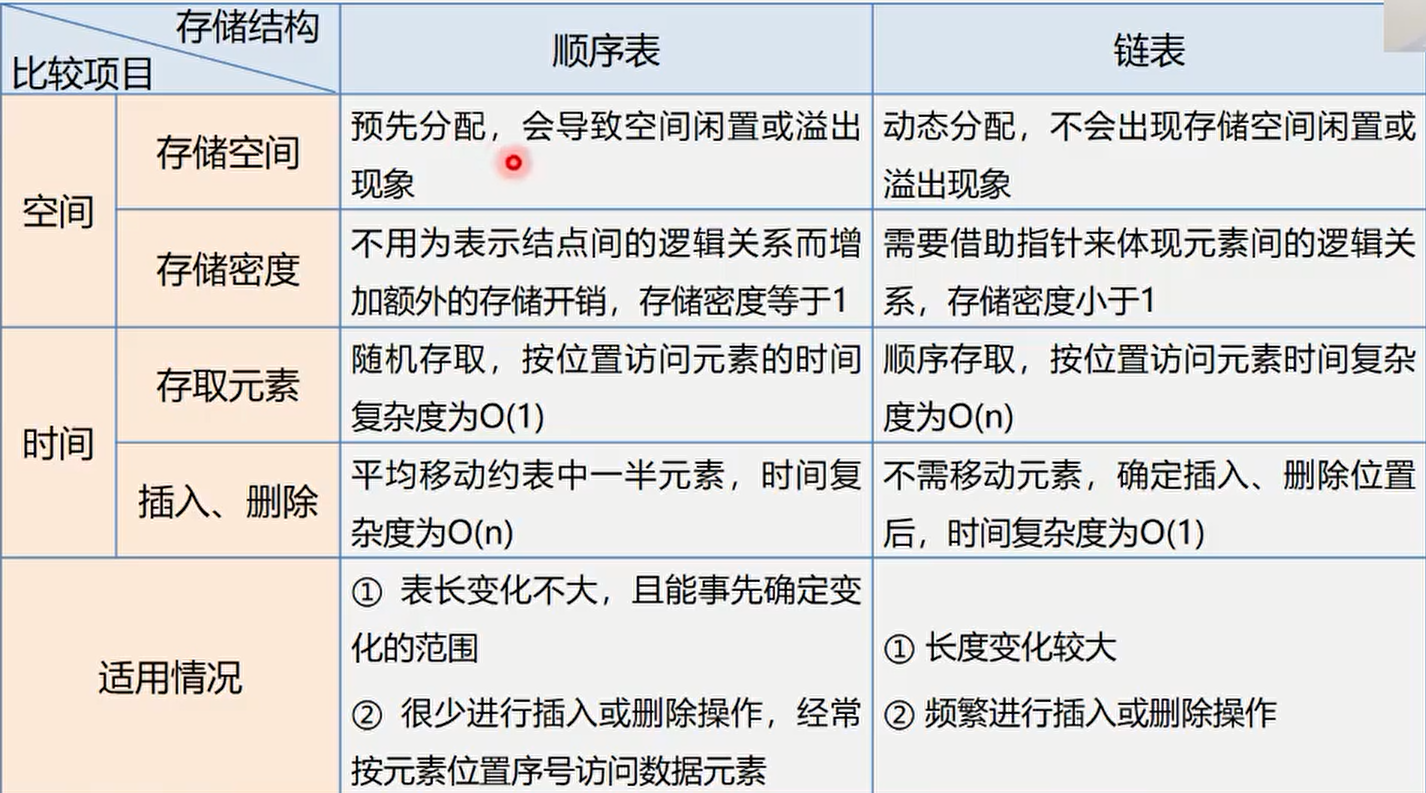 存储结构
比较项目
顺序表
链表
空间
存储空间
预先分配，会导致空间闲置或溢出
现象
动态分配，不会出现存储空间闲置或
溢出现象
存储密度
不用为表示结点间的逻辑关系而增
加额外的存储开销，存储密度等于1
需要借助指针来体现元素间的逻辑关
系，存储密度小于1
时间
存取元素
随机存取，按位置访问元素的时间
复杂度为O(1)
顺序存取，按位置访问元素时间复杂
度为O(n)
插入、删除
平均移动约表中一半元素，时间复
杂度为O(n)
不需移动元素，确定插入、删除位置
后，时间复杂度为O(1)
适用情况
① 表长变化不大，且能事先确定变
化的范围
② 很少进行插入或删除操作，经常
按元素位置序号访问数据元素
① 长度变化较大
② 频繁进行插入或删除操作